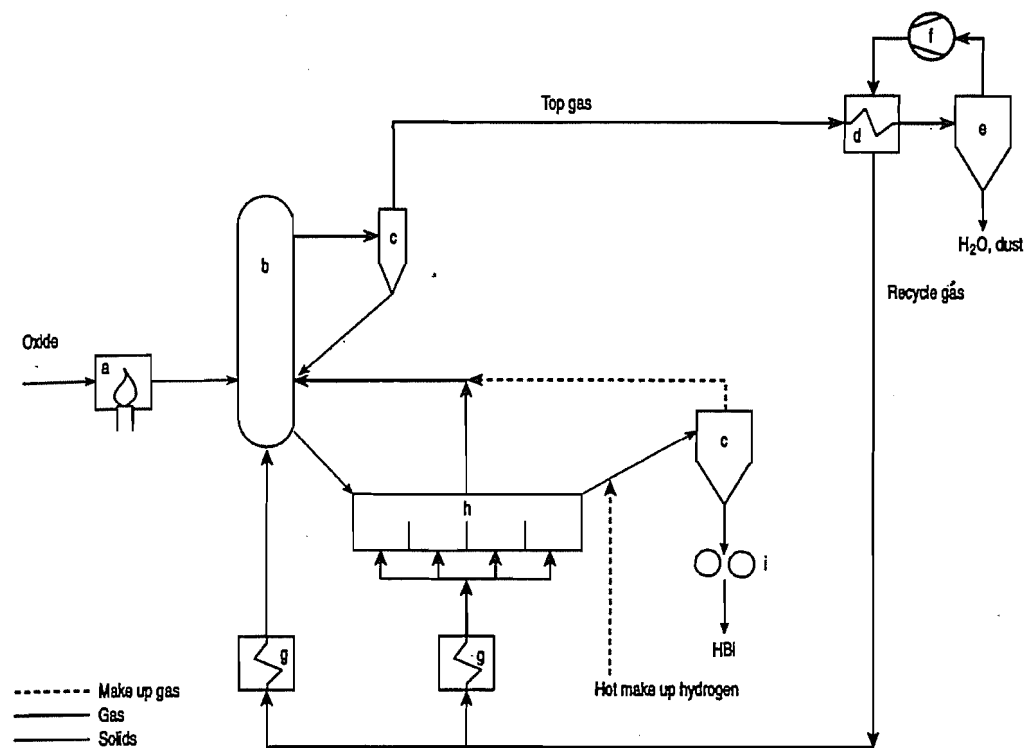 f
Top gas
d
e
c
b
H₂O, dust
Recycle gas
Oxide
a
c
h
i
g
g
HBI
Hot make up hydrogen
Make up gas
Gas
Solids